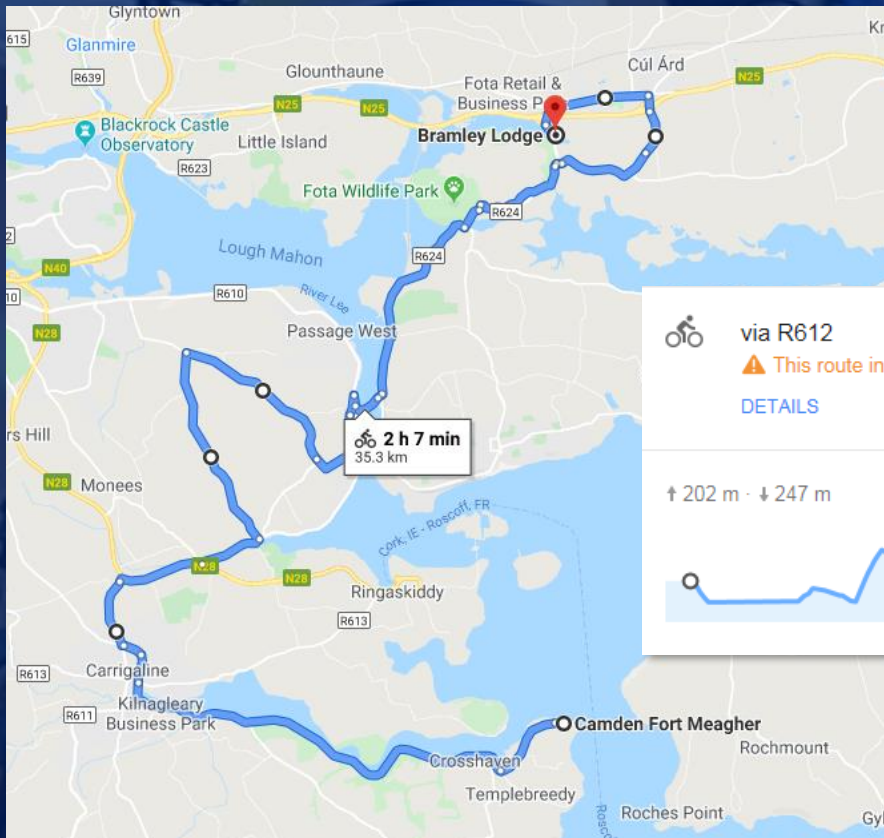 Glyntown
R615
Glanmire
R639
Glounthaune
Fota Retail &
Business P
Cúl Árd
N25
N25
N25
N25
Blackrock Castle
Observatory
Little Island
R623
Bramley Lodge
Fota Wildlife Park
R624
R624
Lough Mahon
N40
R610
River Lee
N28
Passage West
2 h 7 min
35.3 km
via R612
This route in
DETAILS
202 m · 247 m
rs Hill
N28
Monees
Cork, IE - Roscoff, FR
N28
N28
Ringaskiddy
R613
R613
Carrigaline
Kilnagleary
Business Park
R611
Camden Fort Meagher
Rochmount
Crosshaven
Templebreedy
Roches Point
Rosco
Gy